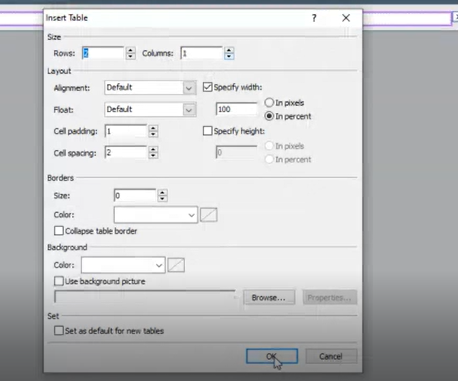 Insert Table ? X
Size
Rows: 2 Columns: 1
Layout
Alignment: Default Specify width:
100 In pixels
In percent
Float: Default
Cell padding: 1 Specify height:
0 In pixels
In percent
Cell spacing: 2
Borders
Size: 0
Color:
Collapse table border
Background
Color:
Use background picture
Browse... Properties...
Set
Set as default for new tables
OK Cancel